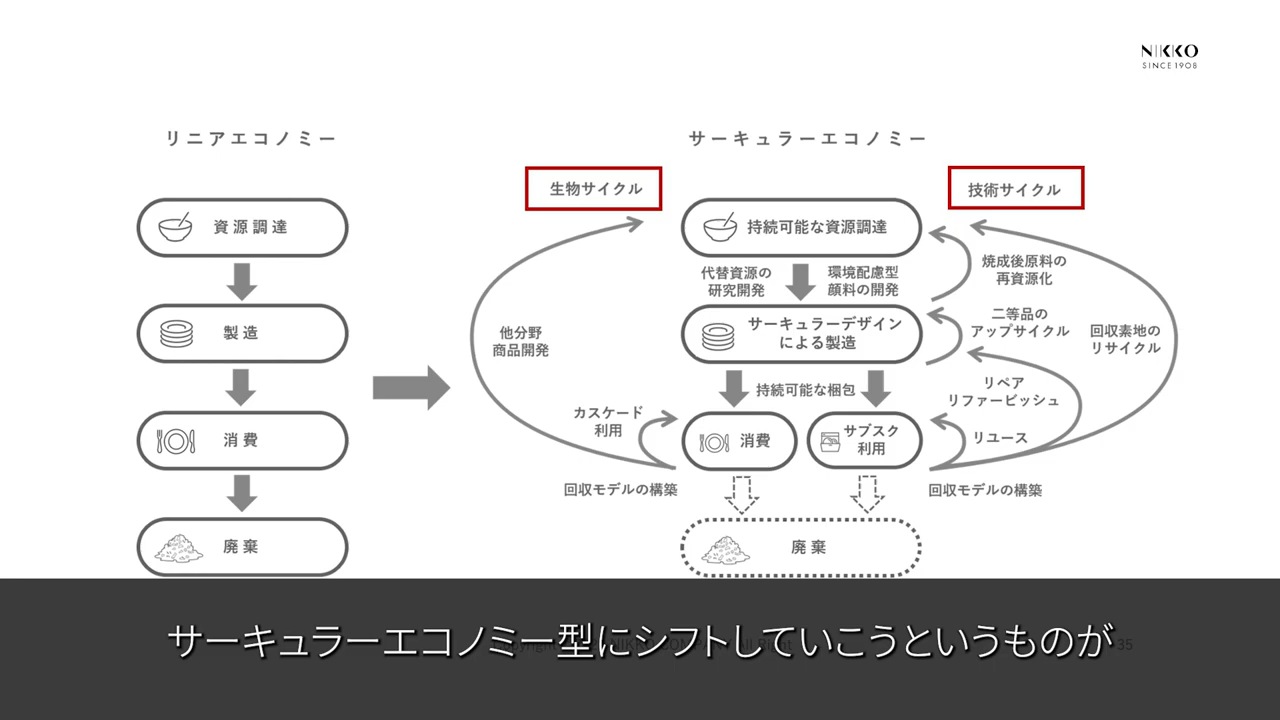 NIKKO
SINCE 1908
リニアエコノミー
サーキュラーエコノミー
資源調達
製造
消費
廃棄
生物サイクル
技術サイクル
持続可能な資源調達
代替資源の
研究開発
環境配慮型
顔料の開発
焼成後原料の
再資源化
サーキュラーデザイン
による製造
二等品の
アップサイクル
回収素地の
リサイクル
他分野
商品開発
持続可能な梱包
リペア
リファービッシュ
カスケード
利用
消費
サブスク
利用
リユース
回収モデルの構築
回収モデルの構築
廃棄
サーキュラーエコノミー型にシフトしていこうというものが
35